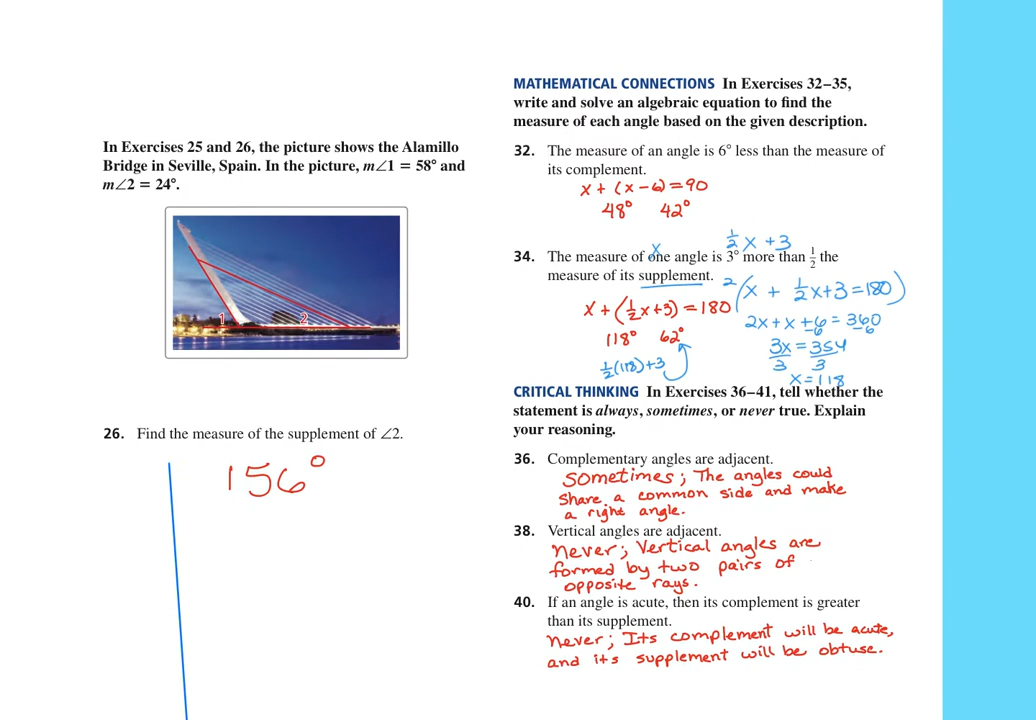 In Exercises 25 and 26, the picture shows the Alamillo
Bridge in Seville, Spain. In the picture, m∠1 = 58° and
m∠2 = 24°.
1
2
26. Find the measure of the supplement of ∠2.
156°
MATHEMATICAL CONNECTIONS In Exercises 32–35,
write and solve an algebraic equation to find the
measure of each angle based on the given description.
32. The measure of an angle is 6° less than the measure of
its complement.
x + (x - 6) = 90
48° 42°
x
1/2 x + 3
34. The measure of one angle is 3° more than 1/2 the
measure of its supplement.
2(x + 1/2x + 3 = 180)
x + (1/2x + 3) = 180
2x + x + 6 = 360
-6 -6
118° 62°
3x = 354
3 3
1/2(118) + 3
x = 118
CRITICAL THINKING In Exercises 36–41, tell whether the
statement is always, sometimes, or never true. Explain
your reasoning.
36. Complementary angles are adjacent.
Sometimes; The angles could
share a common side and make
a right angle.
38. Vertical angles are adjacent.
never; Vertical angles are
formed by two pairs of
opposite rays.
40. If an angle is acute, then its complement is greater
than its supplement.
never; Its complement will be acute,
and its supplement will be obtuse.